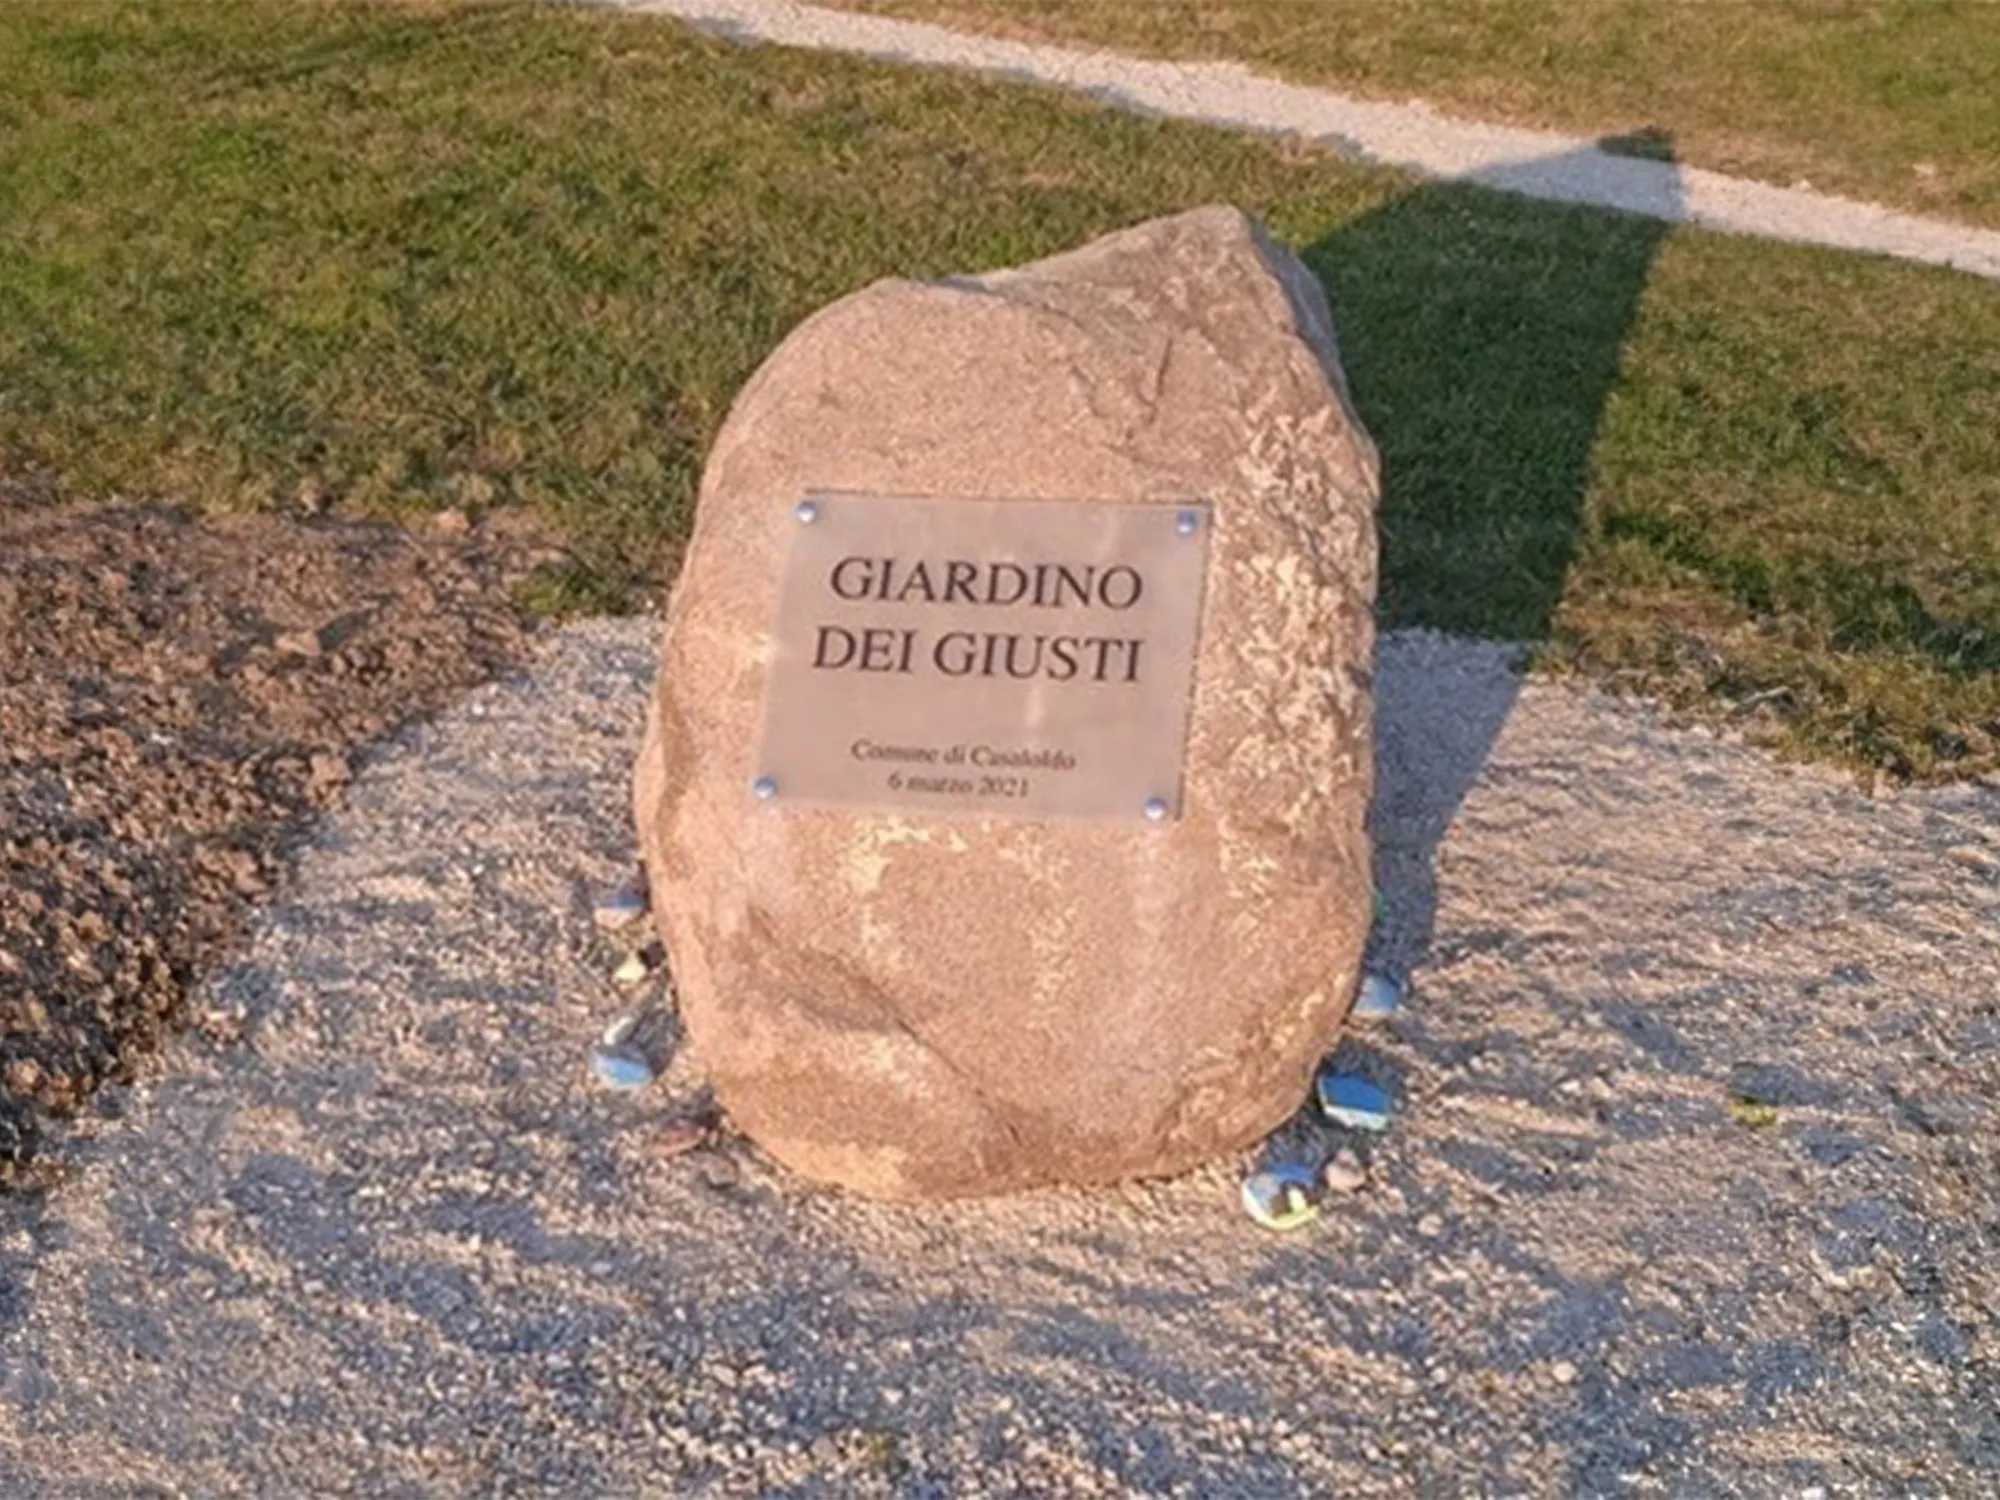 GIARDINO
DEI GIUSTI
Comune di Casaloldo
6 marzo 2021